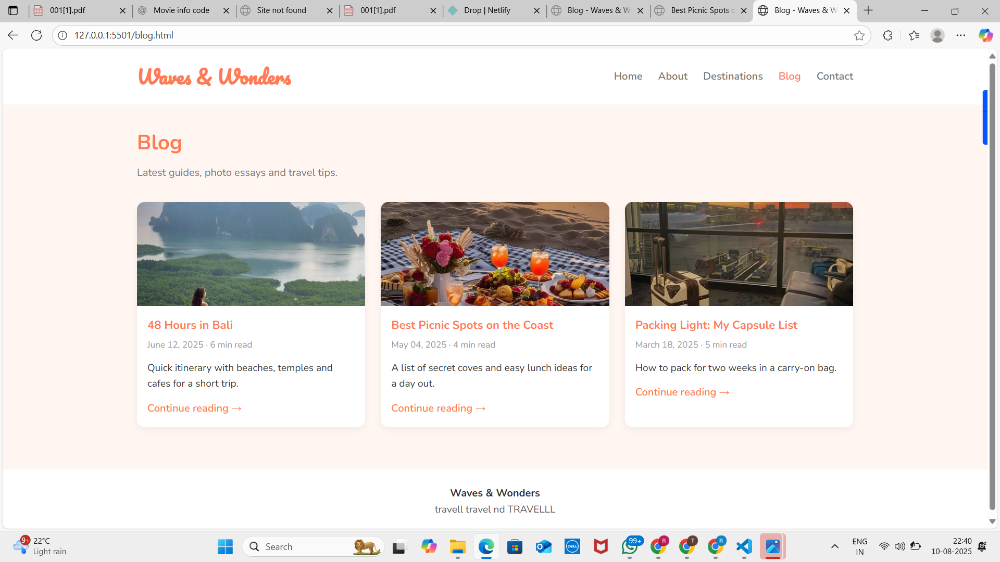 001[1].pdf
Movie info code
Site not found
001[1].pdf
Drop | Netlify
Blog - Waves & W
Best Picnic Spots o
Blog - Waves & W
127.0.0.1:5501/blog.html
Waves & Wonders
Home
About
Destinations
Blog
Contact
Blog
Latest guides, photo essays and travel tips.
48 Hours in Bali
June 12, 2025 · 6 min read
Quick itinerary with beaches, temples and
cafes for a short trip.
Continue reading →
Best Picnic Spots on the Coast
May 04, 2025 · 4 min read
A list of secret coves and easy lunch ideas for
a day out.
Continue reading →
Packing Light: My Capsule List
March 18, 2025 · 5 min read
How to pack for two weeks in a carry-on bag.
Continue reading →
Waves & Wonders
travell travel nd TRAVELLL
9+
22°C
Light rain
Search
DELL
99+
R
T
R
ENG
IN
22:40
10-08-2025